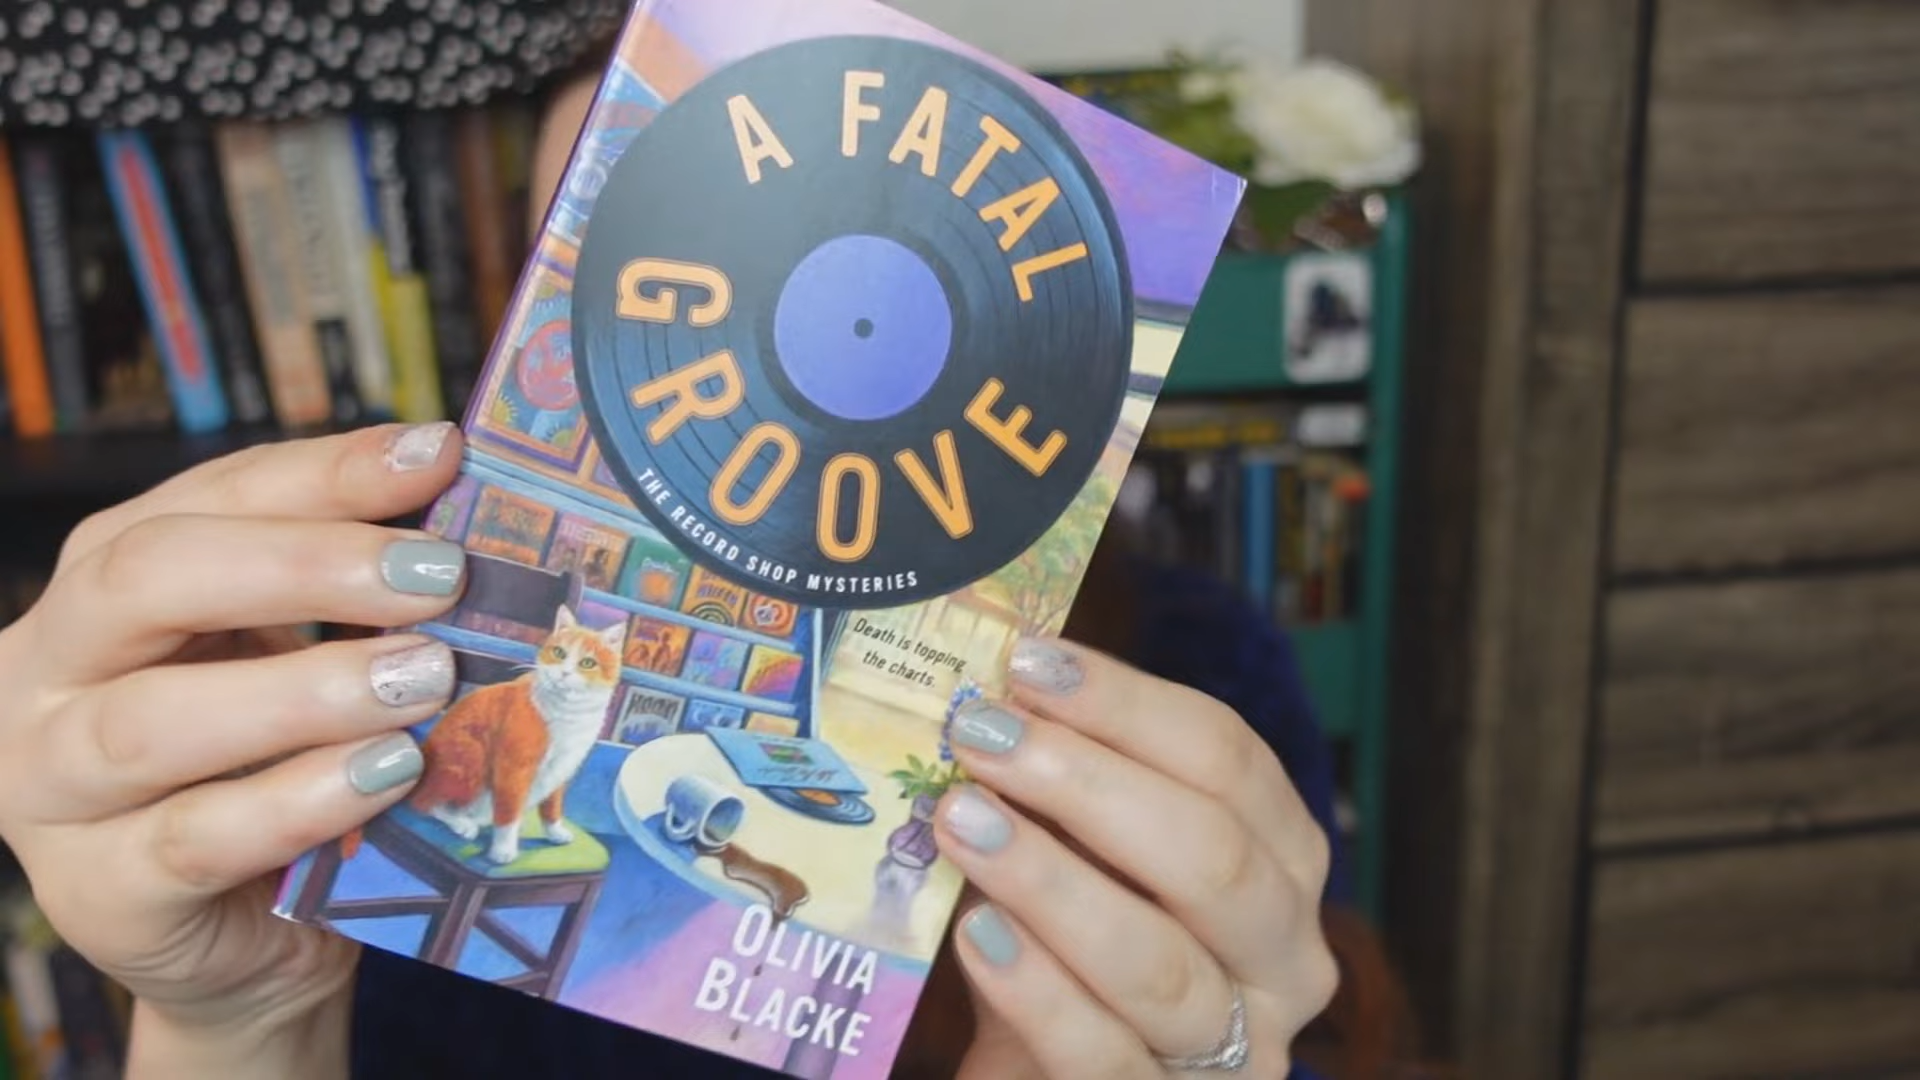 A FATAL
GROOVE
THE RECORD SHOP MYSTERIES
Death is topping
the charts.
OLIVIA
BLACKE